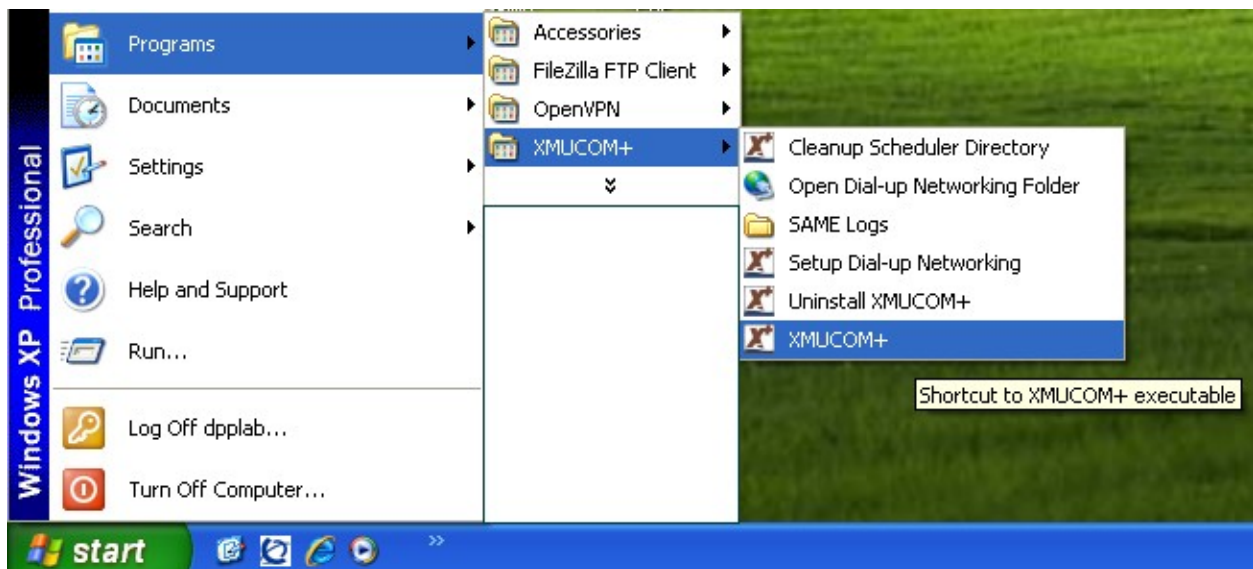 Windows XP Professional
Programs
Documents
Settings
Search
Help and Support
Run...
Log Off dpplab...
Turn Off Computer...
Accessories
FileZilla FTP Client
OpenVPN
XMUCOM+
Cleanup Scheduler Directory
Open Dial-up Networking Folder
SAME Logs
Setup Dial-up Networking
Uninstall XMUCOM+
XMUCOM+
Shortcut to XMUCOM+ executable
start